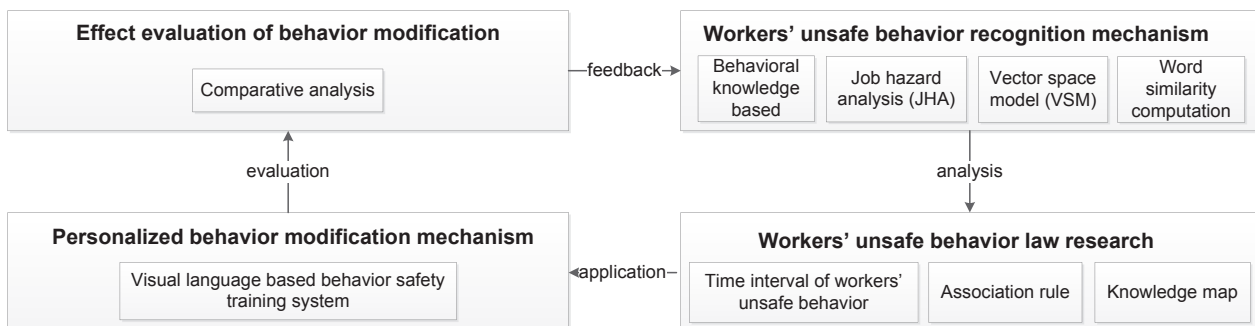 Effect evaluation of behavior modification
Comparative analysis
feedback
Workers' unsafe behavior recognition mechanism
Behavioral
knowledge
based
Job hazard
analysis (JHA)
Vector space
model (VSM)
Word
similarity
computation
evaluation
analysis
Personalized behavior modification mechanism
Visual language based behavior safety
training system
application
Workers' unsafe behavior law research
Time interval of workers'
unsafe behavior
Association rule
Knowledge map